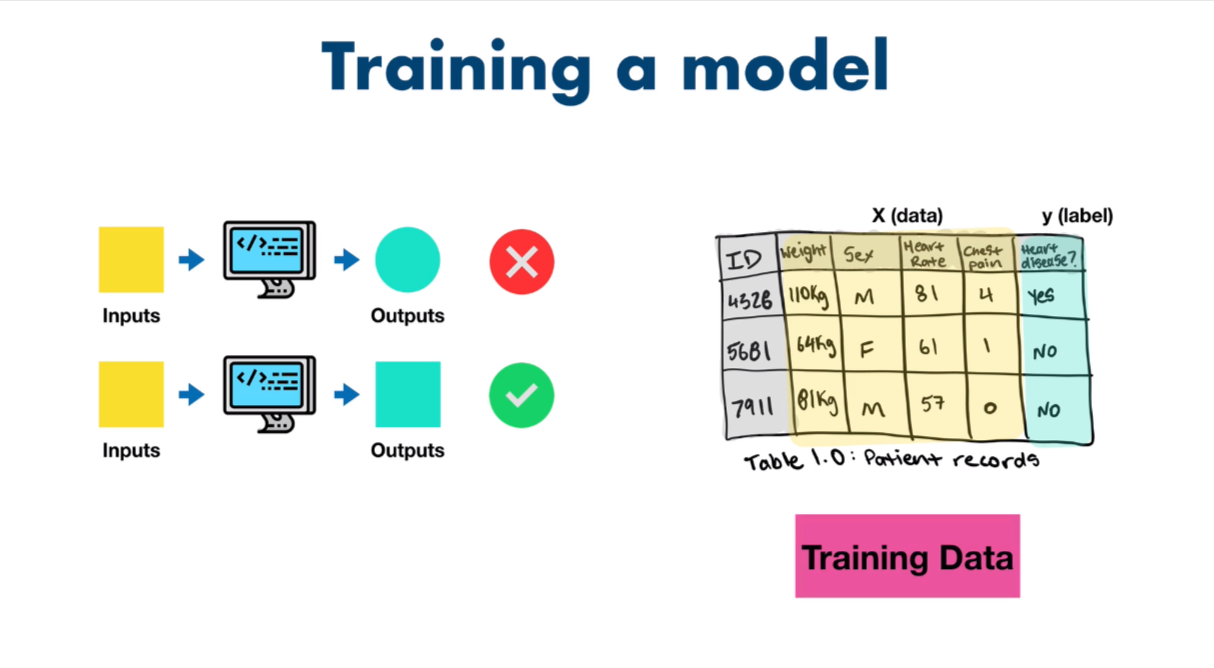 Training a model
</>
Inputs
Outputs
</>
Inputs
Outputs
X (data) y (label)
ID Weight Sex Heart Rate Chest pain Heart disease?
4328 110Kg M 81 4 Yes
5681 64Kg F 61 1 No
7911 81Kg M 57 0 No
Table 1.0: Patient records
Training Data